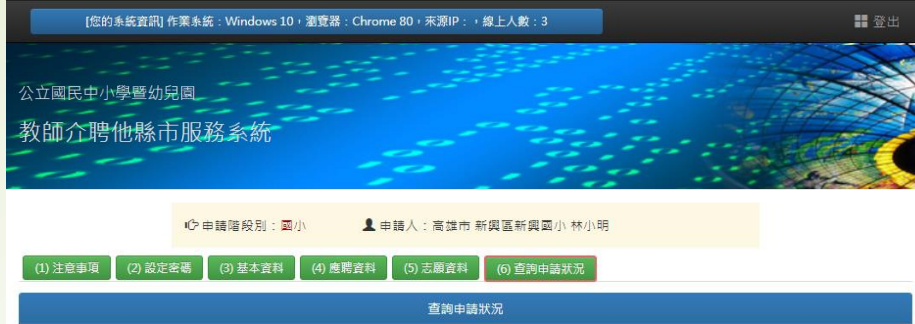 [您的系統資訊] 作業系統：Windows 10，瀏覽器：Chrome 80，來源IP：，線上人數：3
登出
公立國民中小學暨幼兒園
教師介聘他縣市服務系統
申請階段別：國小 申請人：高雄市 新興區新興國小 林小明
(1) 注意事項 (2) 設定密碼 (3) 基本資料 (4) 應聘資料 (5) 志願資料 (6) 查詢申請狀況
查詢申請狀況